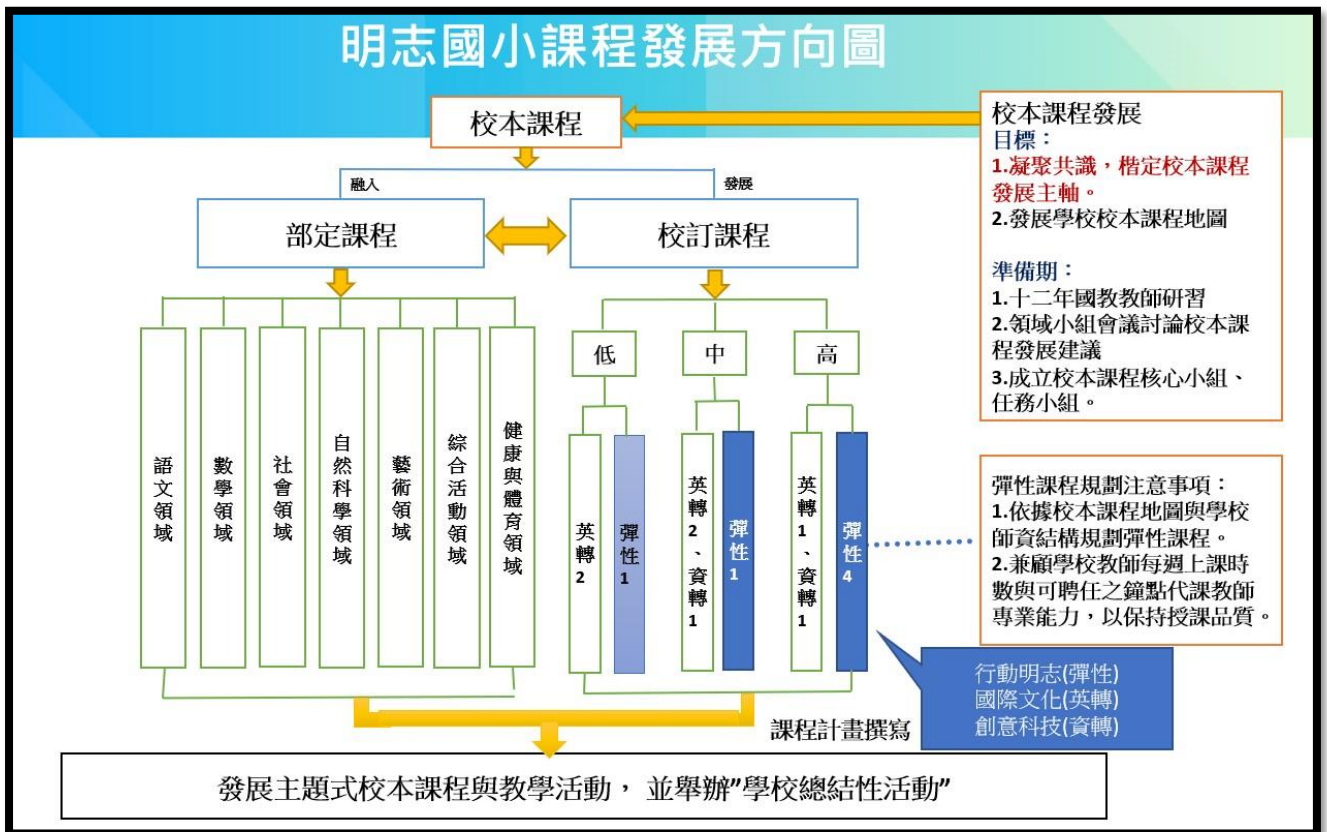 明志國小課程發展方向圖
校本課程
融入
發展
部定課程
校訂課程
語文領域
數學領域
社會領域
自然科學領域
藝術領域
綜合活動領域
健康與體育領域
低
中
高
英轉2
彈性1
英轉2、資轉1
彈性1
英轉1、資轉1
彈性4
校本課程發展
目標：
1.凝聚共識，楷定校本課程
發展主軸。
2.發展學校校本課程地圖
準備期：
1.十二年國教教師研習
2.領域小組會議討論校本課
程發展建議
3.成立校本課程核心小組、
任務小組。
彈性課程規劃注意事項：
1.依據校本課程地圖與學校
師資結構規劃彈性課程。
2.兼顧學校教師每週上課時
數與可聘任之鐘點代課教師
專業能力，以保持授課品質。
行動明志(彈性)
國際文化(英轉)
創意科技(資轉)
課程計畫撰寫
發展主題式校本課程與教學活動， 並舉辦”學校總結性活動”